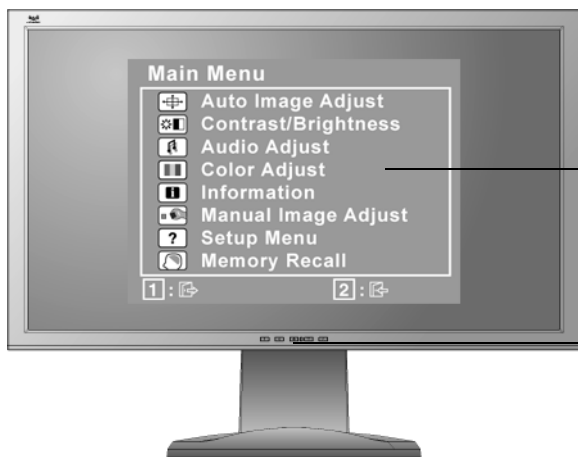 Main Menu
Auto Image Adjust
Contrast/Brightness
Audio Adjust
Color Adjust
Information
Manual Image Adjust
? Setup Menu
Memory Recall
1 : 2 :